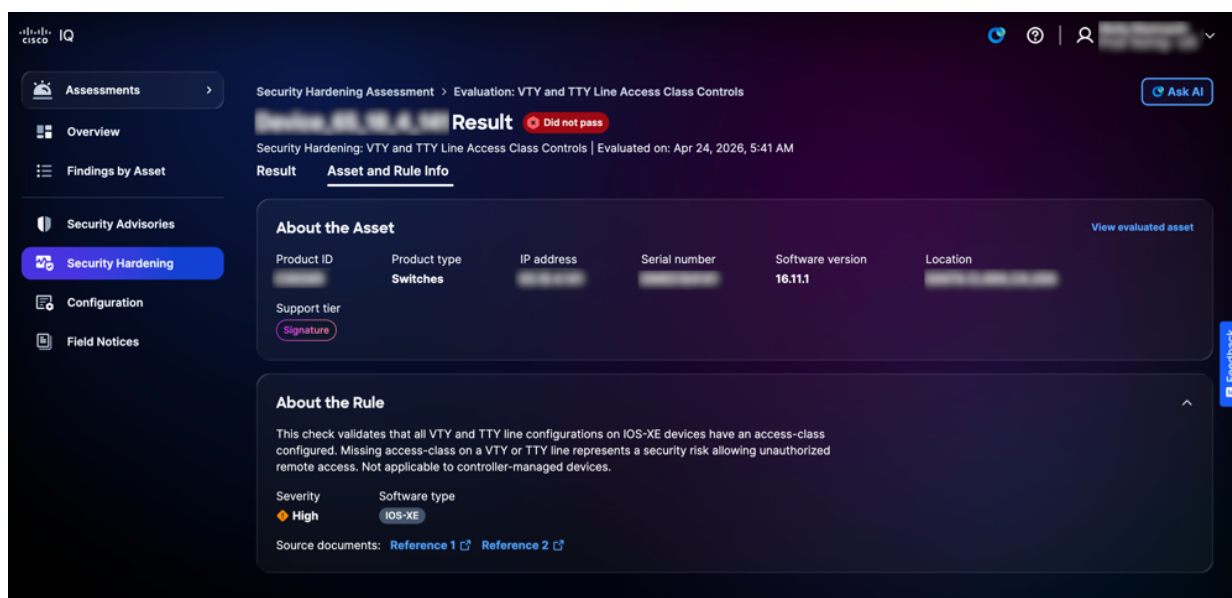 cisco IQ
Assessments
Overview
Findings by Asset
Security Advisories
Security Hardening
Configuration
Field Notices
Security Hardening Assessment > Evaluation: VTY and TTY Line Access Class Controls
Ask AI
Result Did not pass
Security Hardening: VTY and TTY Line Access Class Controls | Evaluated on: Apr 24, 2026, 5:41 AM
Result Asset and Rule Info
About the Asset View evaluated asset
Product ID Product type IP address Serial number Software version Location
Switches 16.11.1
Support tier
Signature
About the Rule
This check validates that all VTY and TTY line configurations on IOS-XE devices have an access-class
configured. Missing access-class on a VTY or TTY line represents a security risk allowing unauthorized
remote access. Not applicable to controller-managed devices.
Severity Software type
High IOS-XE
Source documents: Reference 1 Reference 2
Feedback